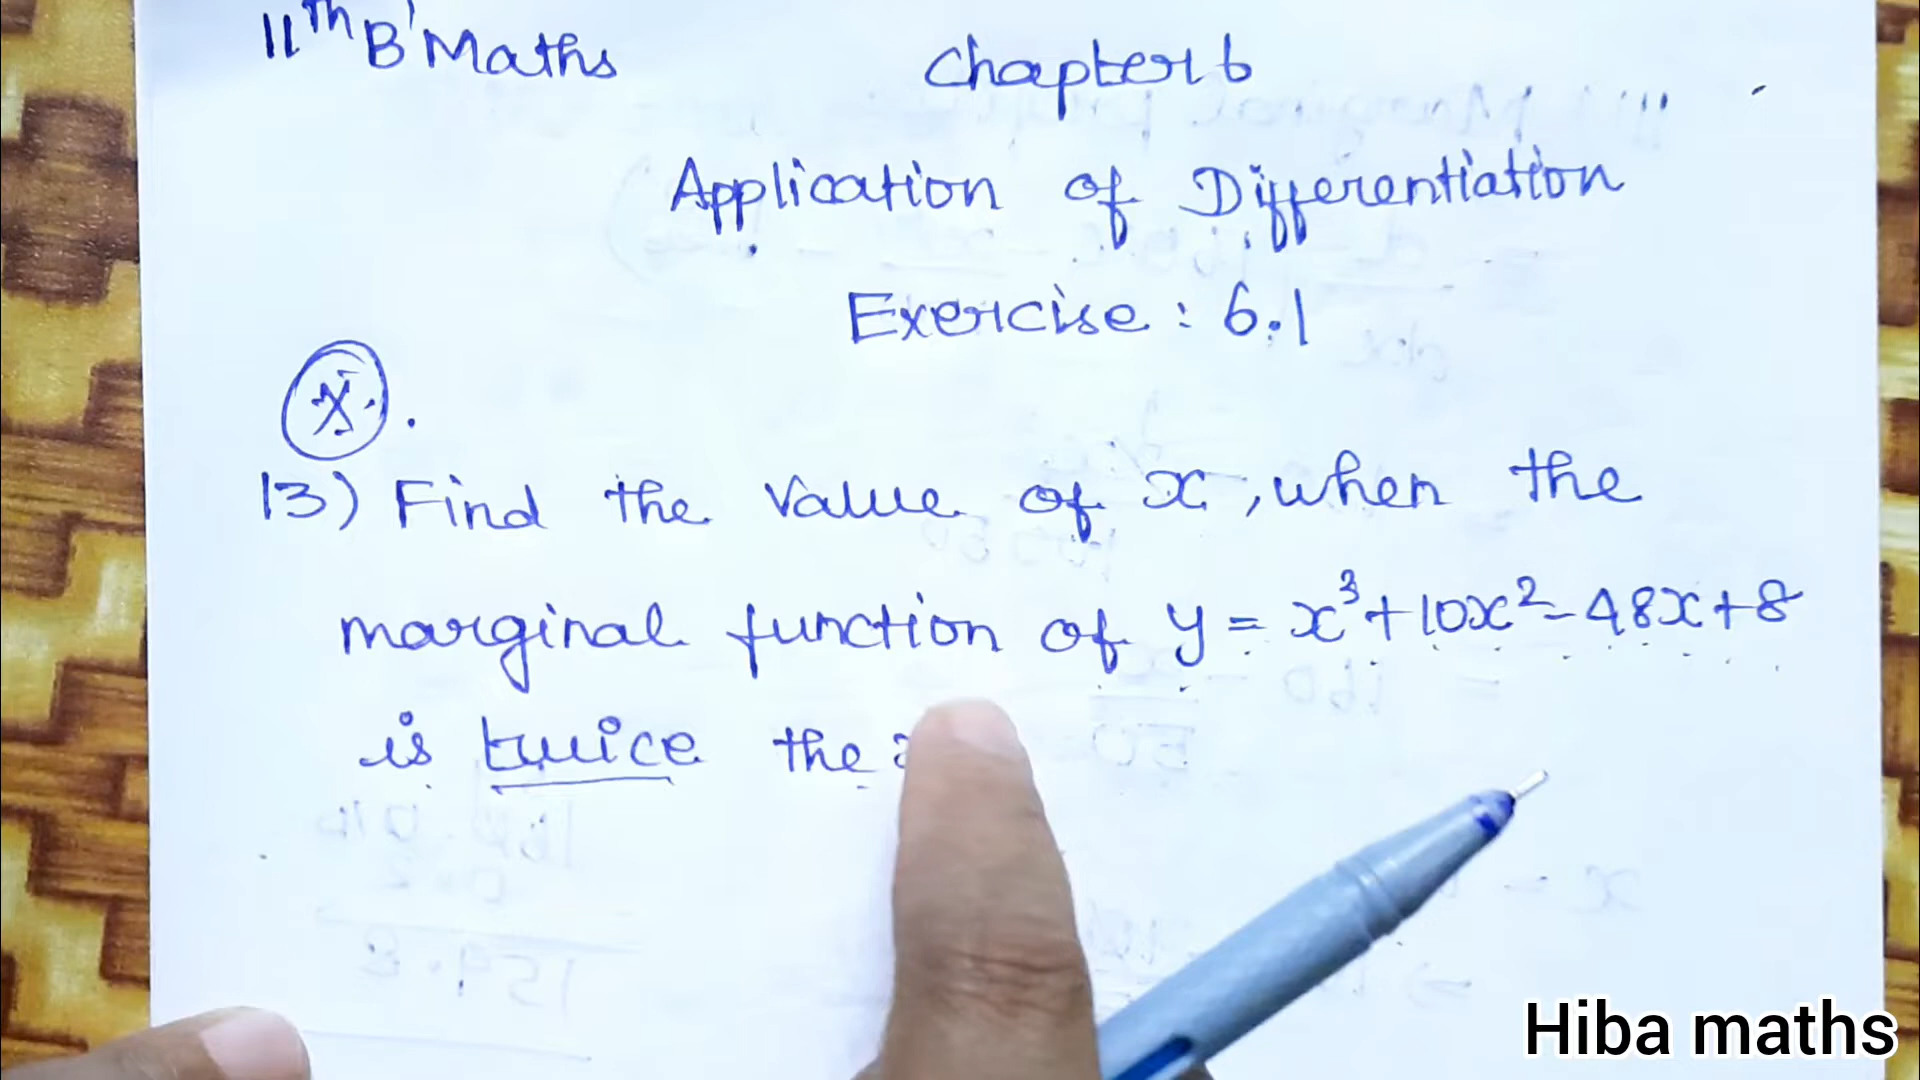 11th B'Maths Chapter 6
Application of Differentiation
Exercise : 6.1
13) Find the value of x, when the
marginal function of y = x³ + 10x² - 48x + 8
is twice the
Hiba maths